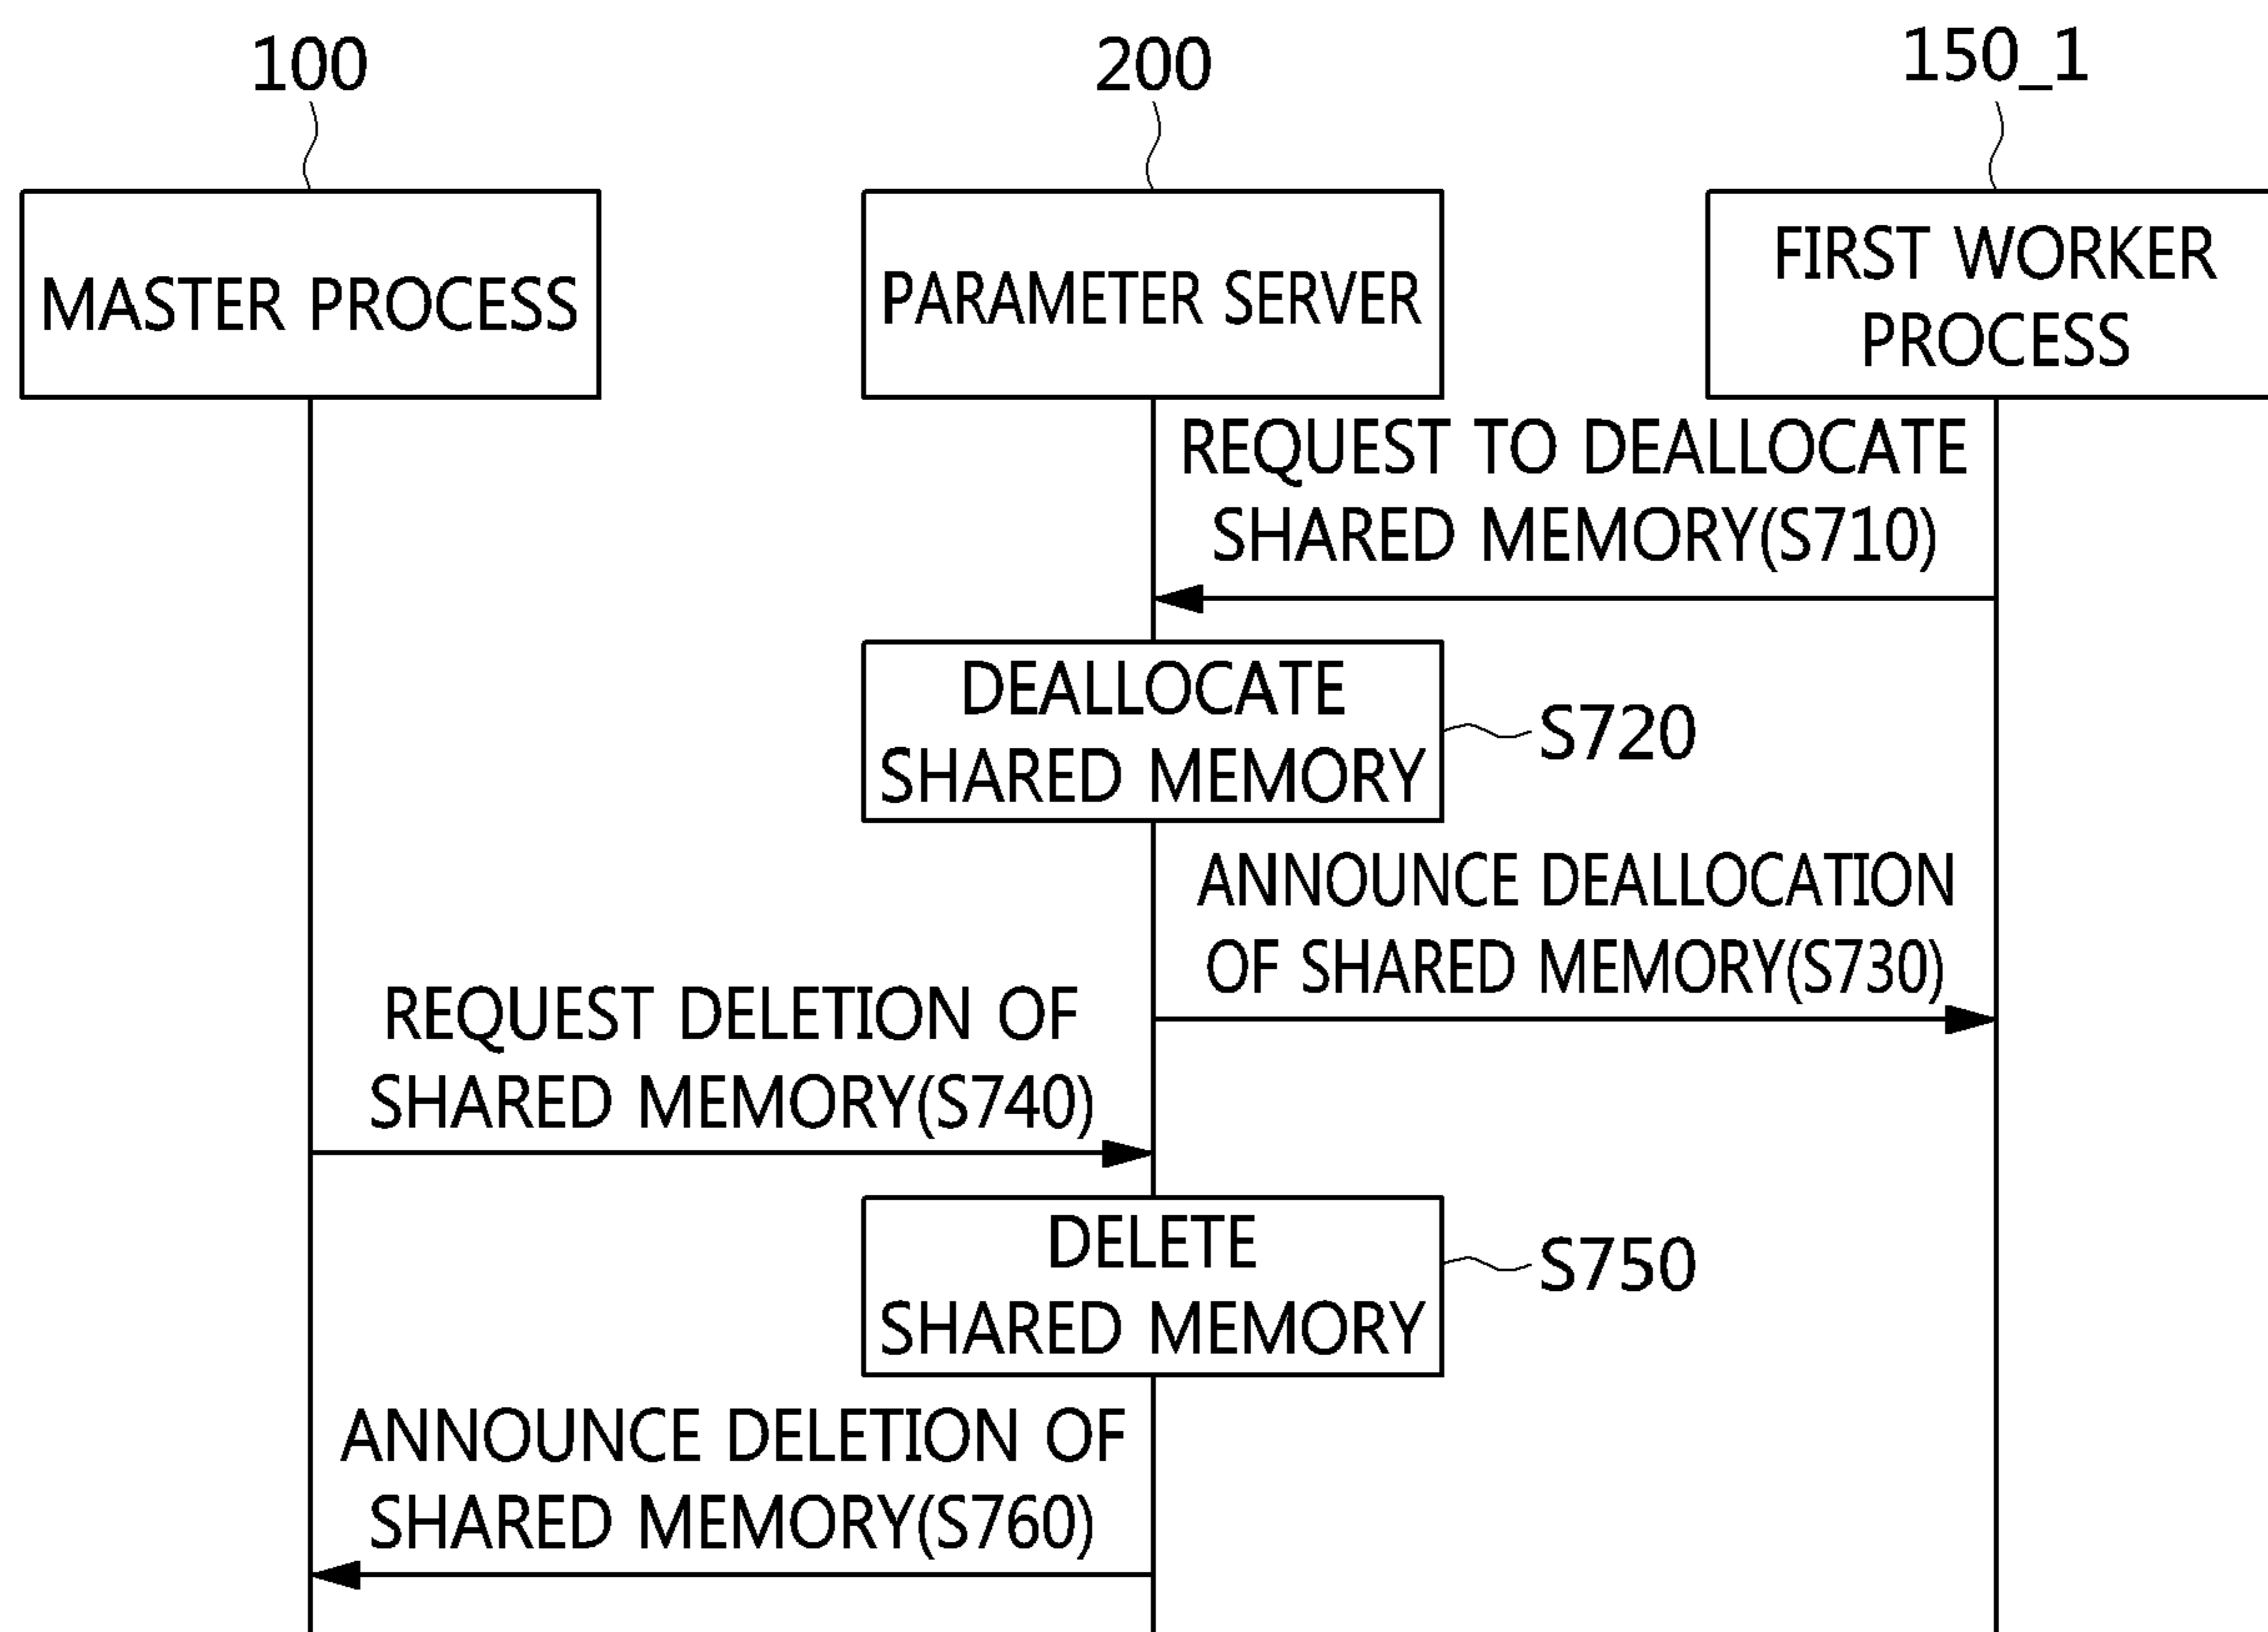 100
200
150_1
MASTER PROCESS
PARAMETER SERVER
FIRST WORKER
PROCESS
REQUEST TO DEALLOCATE
SHARED MEMORY(S710)
DEALLOCATE
SHARED MEMORY
S720
ANNOUNCE DEALLOCATION
OF SHARED MEMORY(S730)
REQUEST DELETION OF
SHARED MEMORY(S740)
DELETE
SHARED MEMORY
S750
ANNOUNCE DELETION OF
SHARED MEMORY(S760)